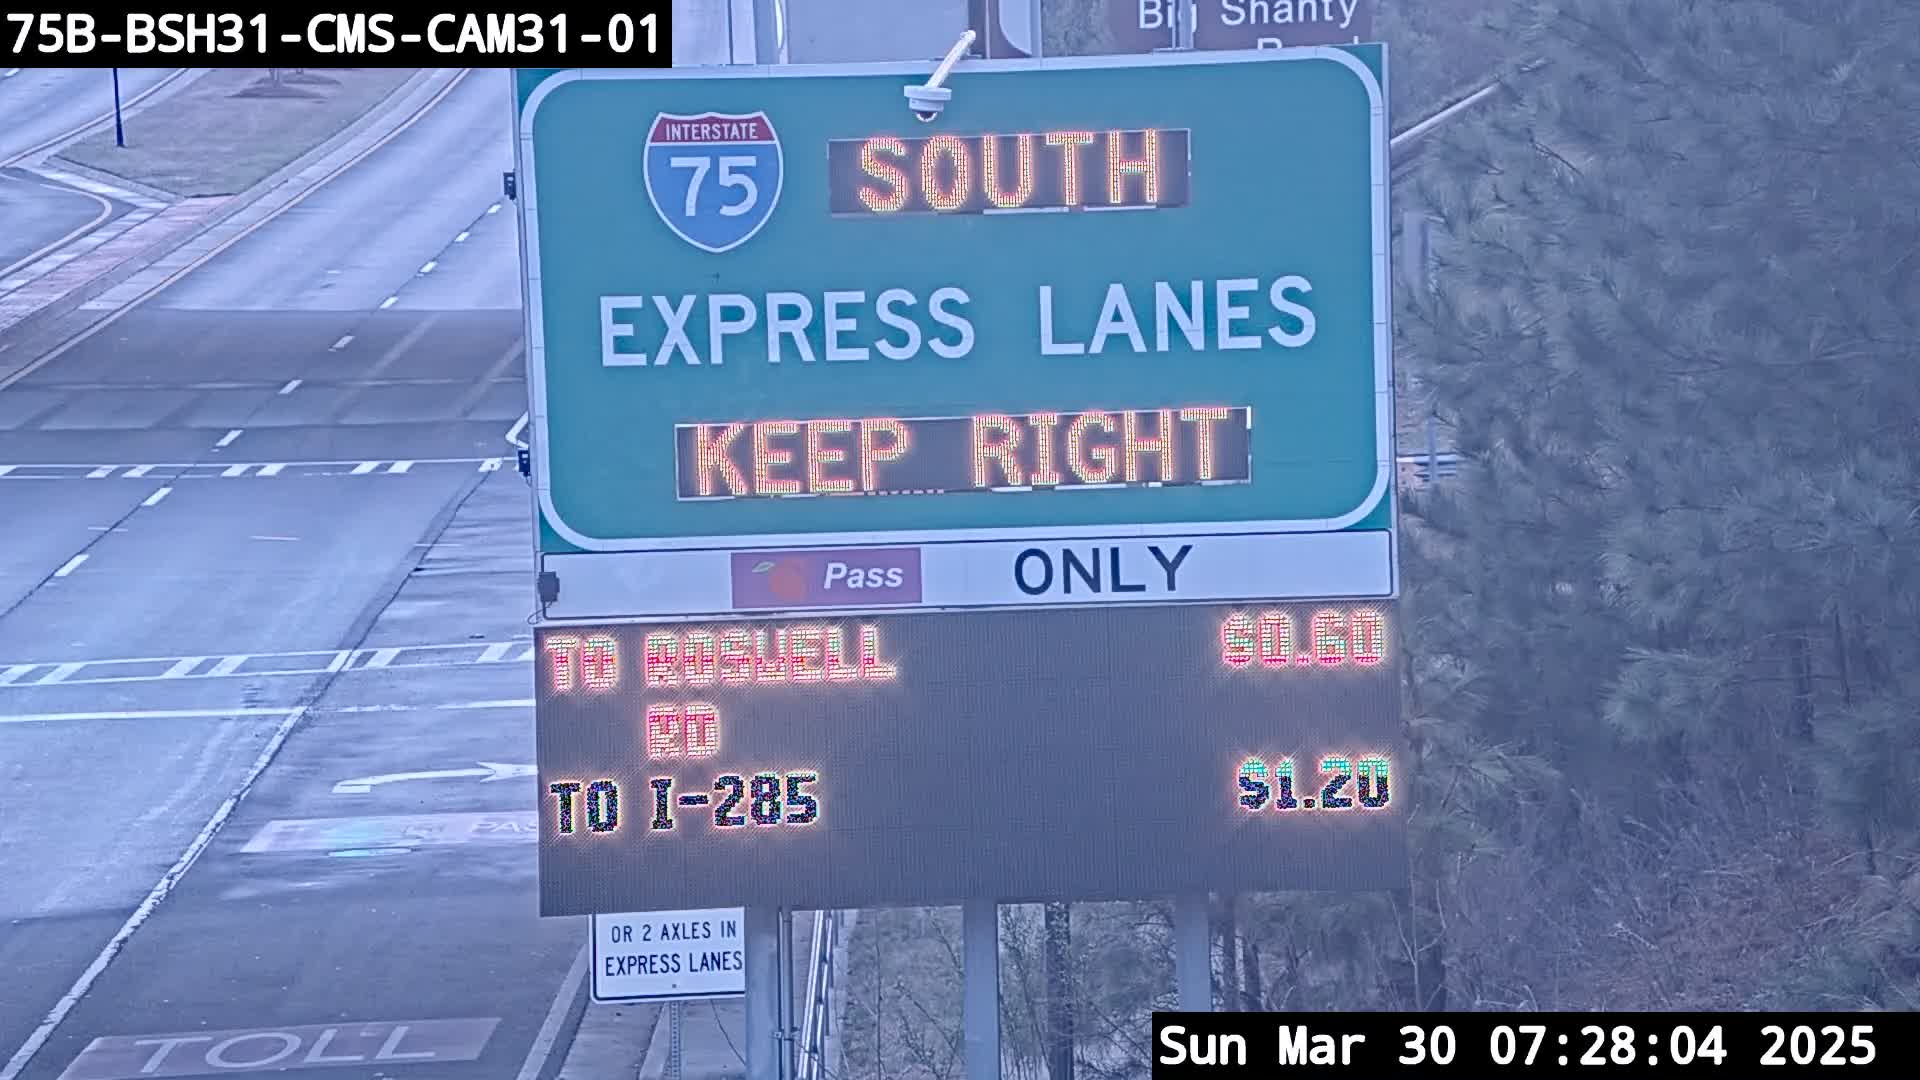 75B-BSH31-CMS-CAM31-01
Big Shanty
INTERSTATE
75
SOUTH
EXPRESS LANES
KEEP RIGHT
Pass ONLY
TO ROSWELL $0.60
RD
TO I-285 $1.20
OR 2 AXLES IN
EXPRESS LANES
TOLL
Sun Mar 30 07:28:04 2025